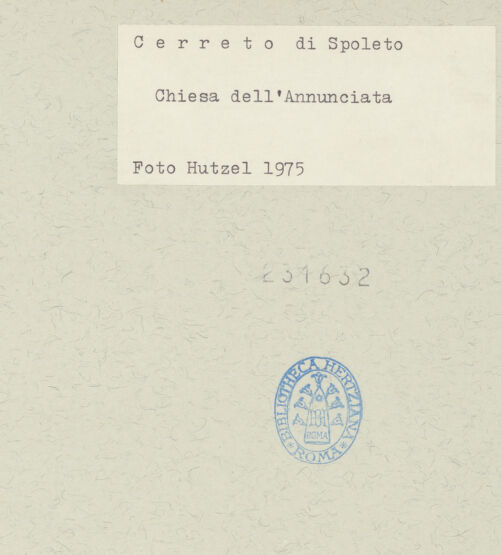 C e r r e t o di Spoleto
Chiesa dell'Annunciata
Foto Hutzel 1975
231632
BIBLIOTHECA HERTZIANA
ROMA
ROMA